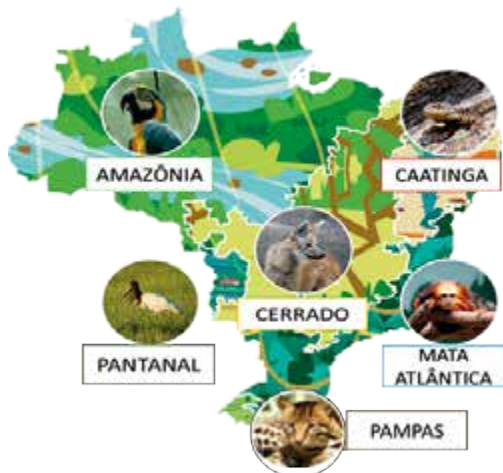 AMAZÔNIA
CAATINGA
CERRADO
PANTANAL
MATA
ATLÂNTICA
PAMPAS